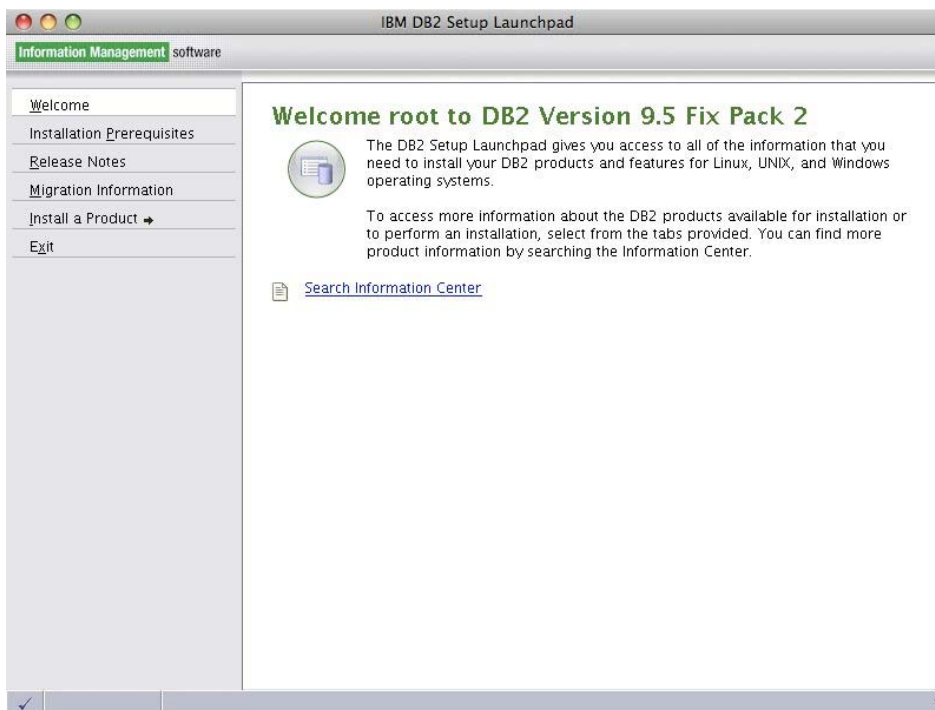 IBM DB2 Setup Launchpad
Information Management software
Welcome
Installation Prerequisites
Release Notes
Migration Information
Install a Product
Exit
Welcome root to DB2 Version 9.5 Fix Pack 2
The DB2 Setup Launchpad gives you access to all of the information that you
need to install your DB2 products and features for Linux, UNIX, and Windows
operating systems.
To access more information about the DB2 products available for installation or
to perform an installation, select from the tabs provided. You can find more
product information by searching the Information Center.
Search Information Center